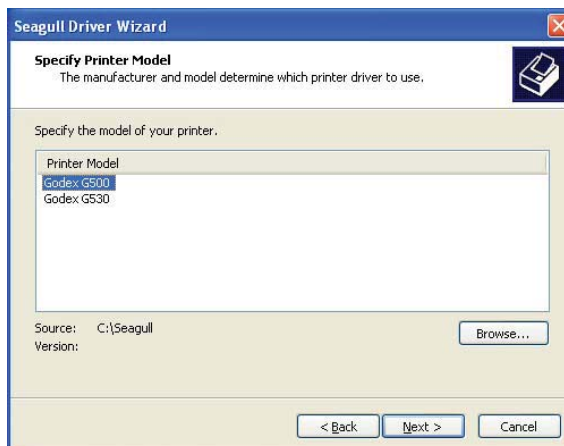 Seagull Driver Wizard
Specify Printer Model
The manufacturer and model determine which printer driver to use.
Specify the model of your printer.
Printer Model
Godex G500
Godex G530
Source: C:\Seagull
Version:
Browse...
< Back Next > Cancel